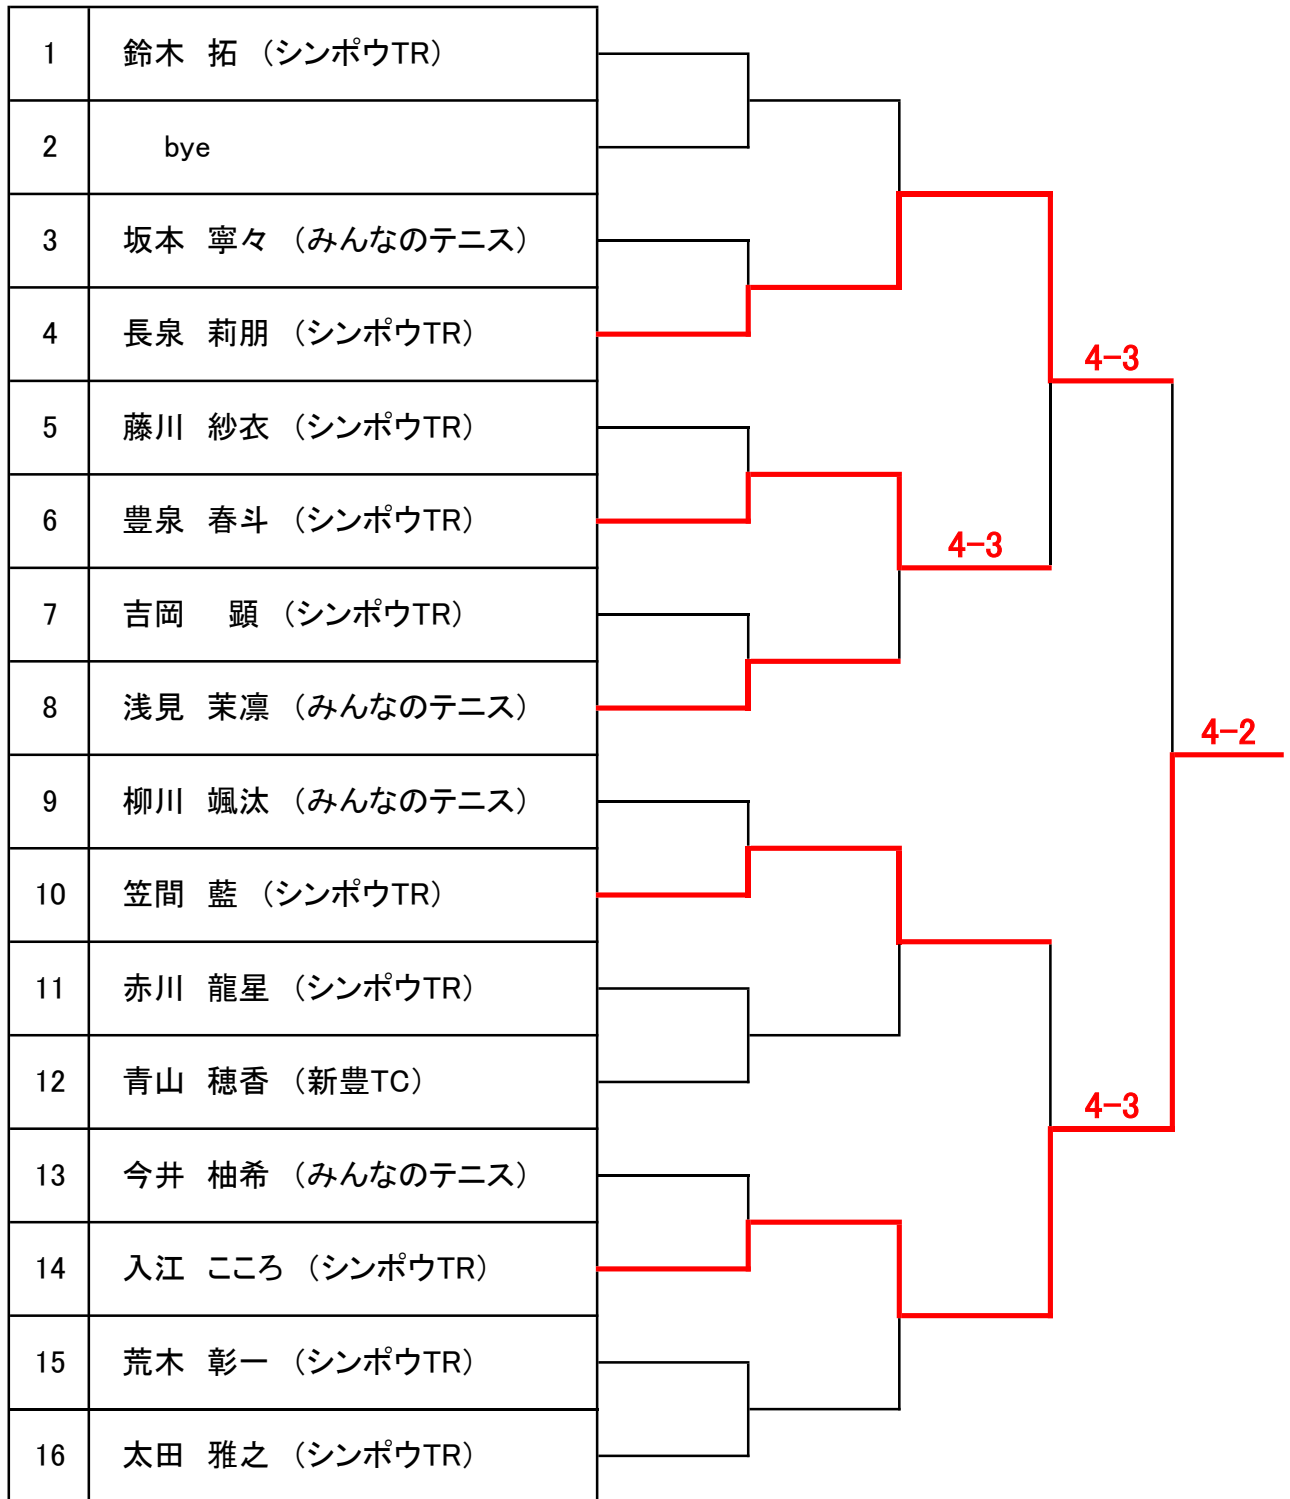 1 鈴木 拓 (シンポウTR)
2 bye
3 坂本 寧々 (みんなのテニス)
4 長泉 莉朋 (シンポウTR)
4-3
5 藤川 紗衣 (シンポウTR)
6 豊泉 春斗 (シンポウTR)
4-3
7 吉岡 顕 (シンポウTR)
8 浅見 茉凛 (みんなのテニス)
4-2
9 柳川 颯汰 (みんなのテニス)
10 笠間 藍 (シンポウTR)
11 赤川 龍星 (シンポウTR)
12 青山 穂香 (新豊TC)
4-3
13 今井 柚希 (みんなのテニス)
14 入江 こころ (シンポウTR)
15 荒木 彰一 (シンポウTR)
16 太田 雅之 (シンポウTR)